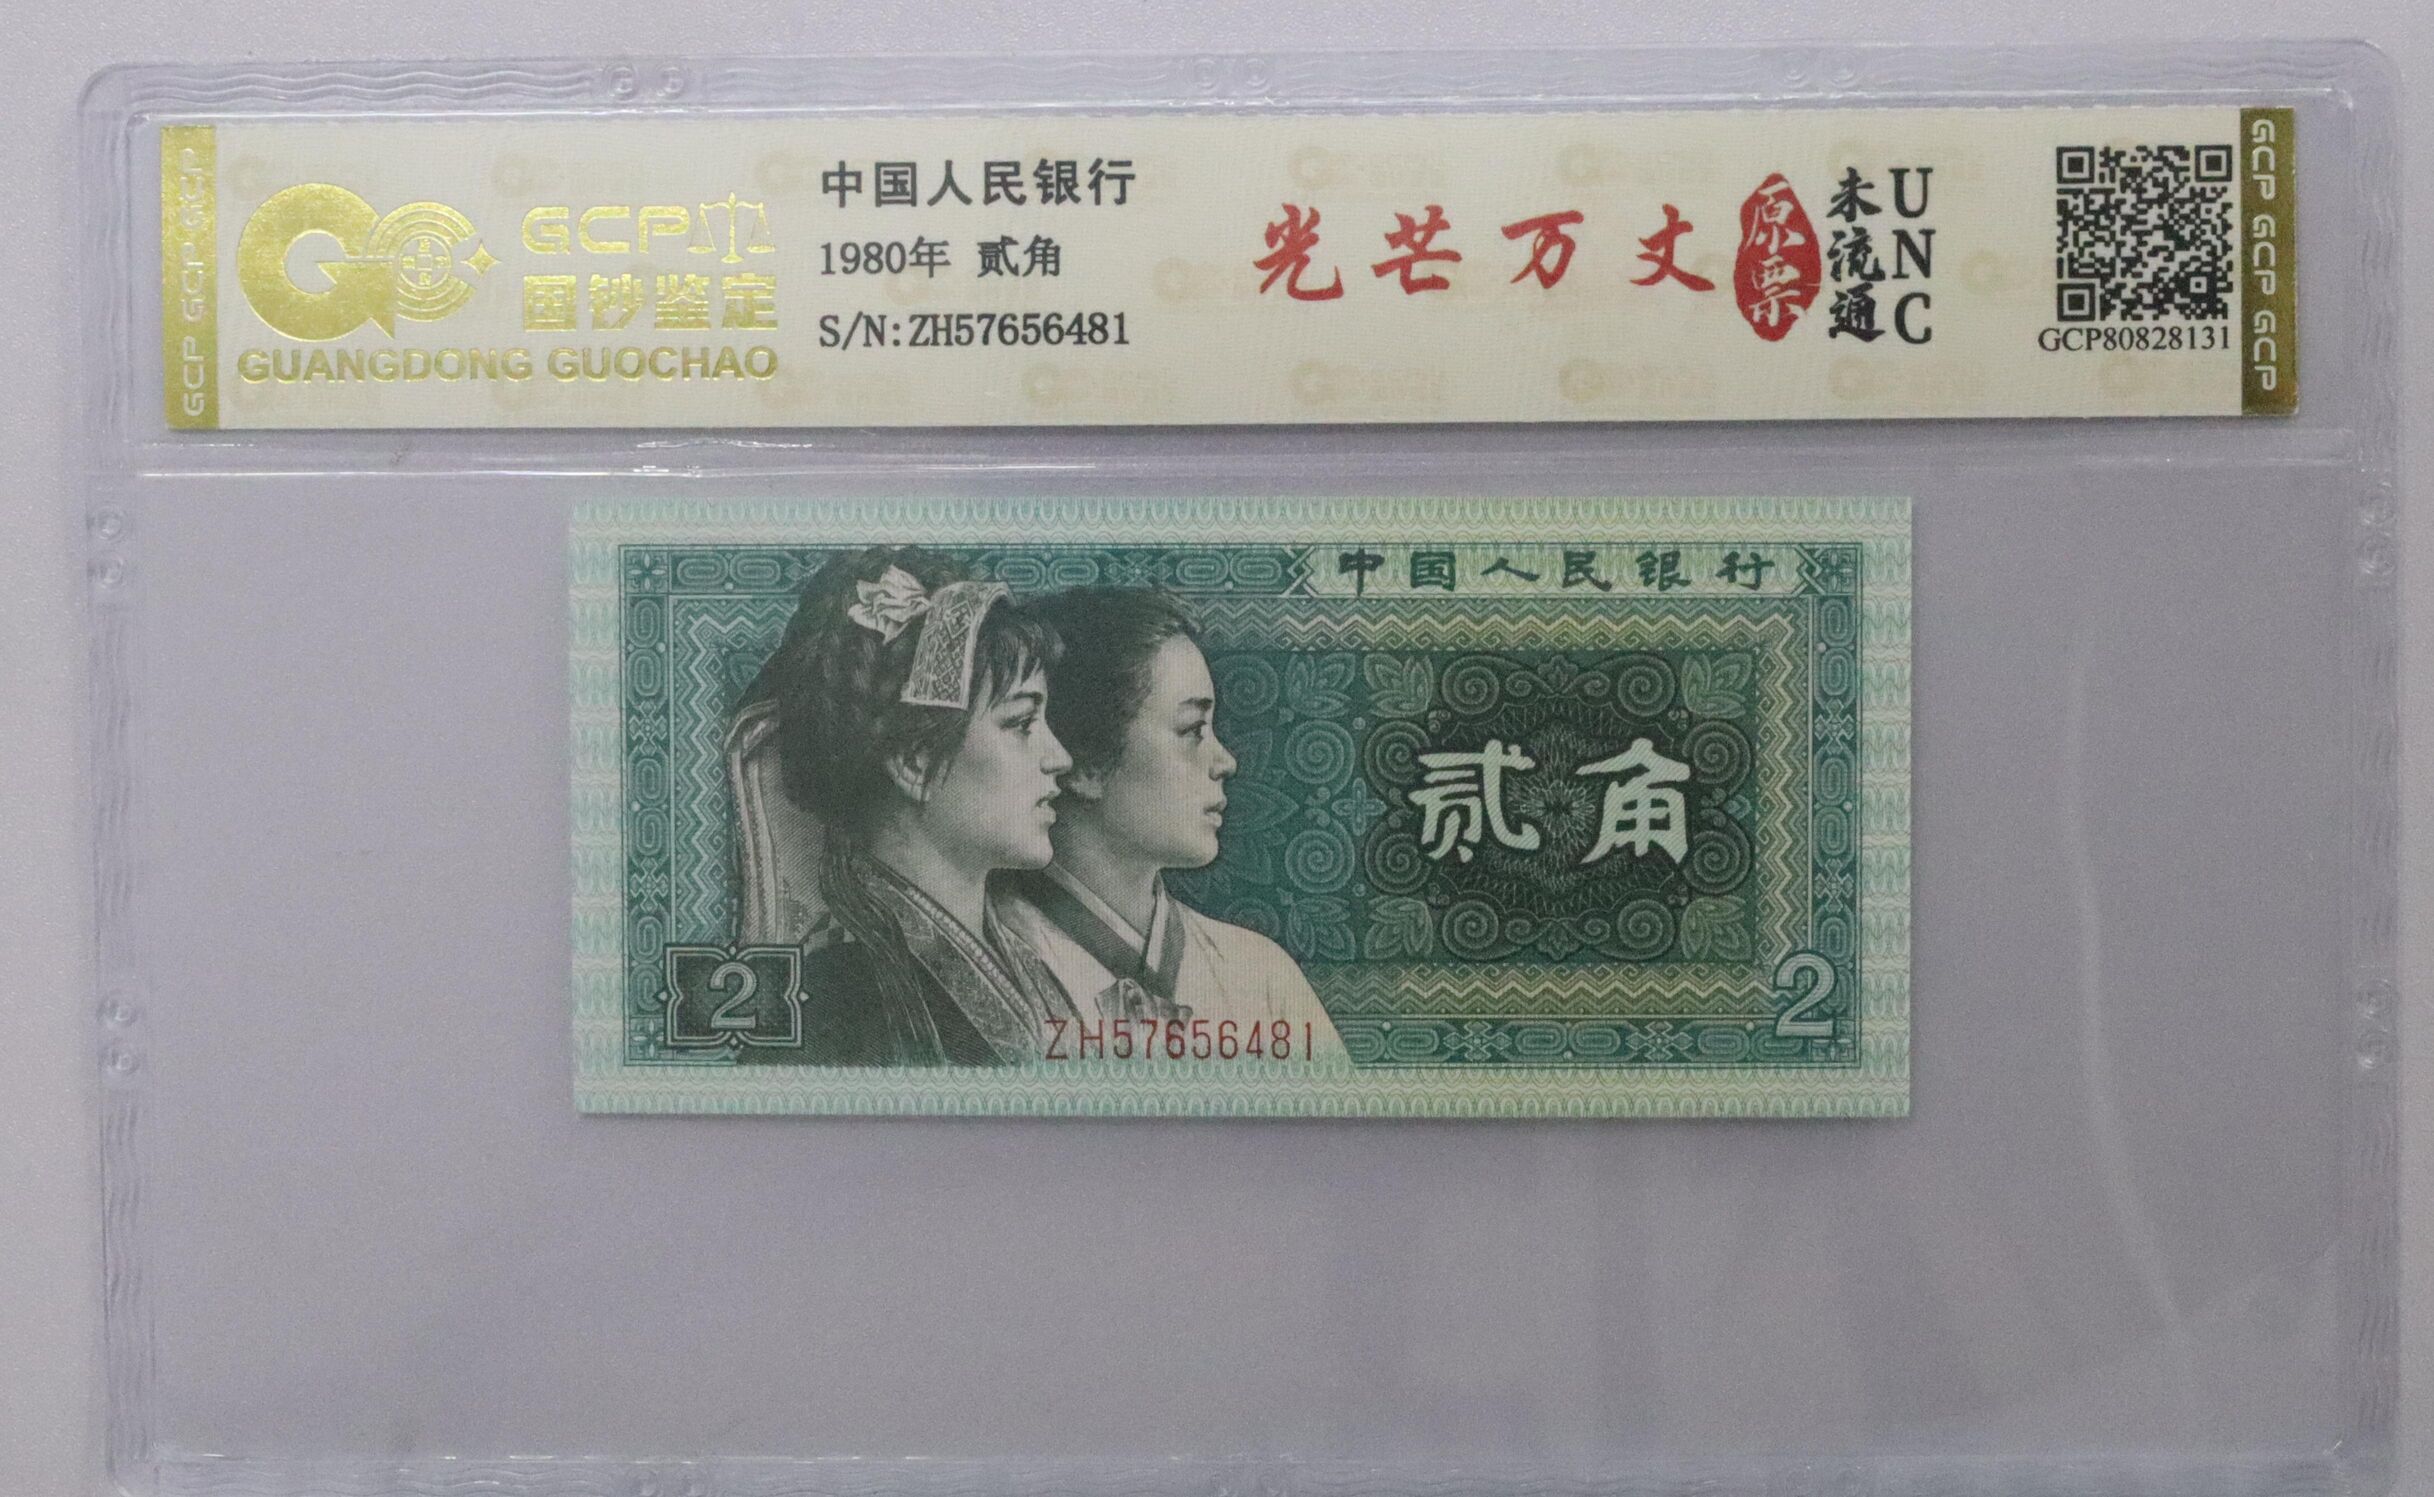 GCP GCP GCP
GCP
国钞鉴定
GUANGDONG GUOCHAO
中国人民银行
1980年 贰角
S/N:ZH57656481
光芒万丈
原票
未流通
UNC
GCP80828131
GCP GCP GCP GCP
中国人民银行
贰角
2
2
ZH57656481